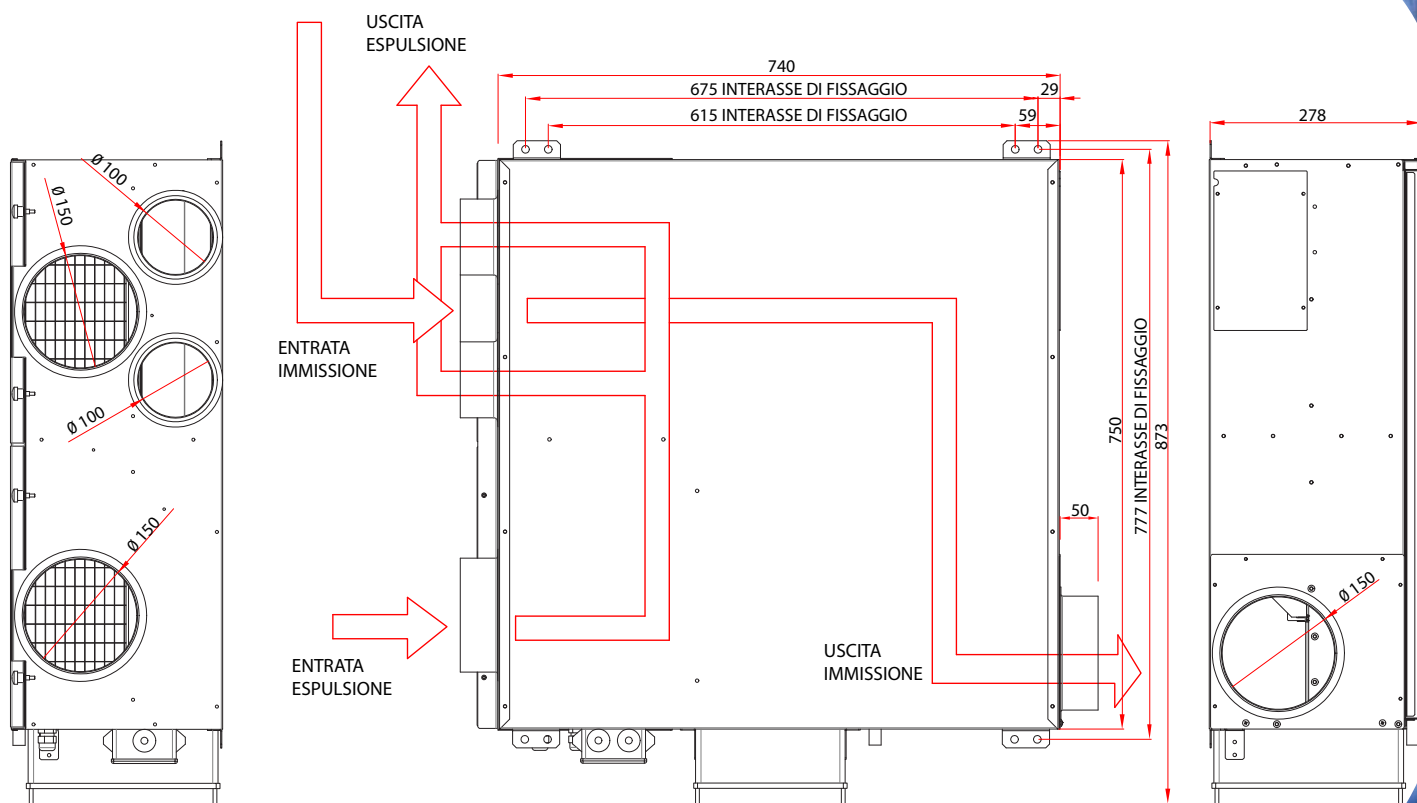 USCITA
ESPULSIONE
740
675 INTERASSE DI FISSAGGIO
29
615 INTERASSE DI FISSAGGIO
59
278
Ø 100
Ø 150
Ø 100
Ø 150
ENTRATA
IMMISSIONE
750
777 INTERASSE DI FISSAGGIO
873
50
ENTRATA
ESPULSIONE
USCITA
IMMISSIONE
Ø 150